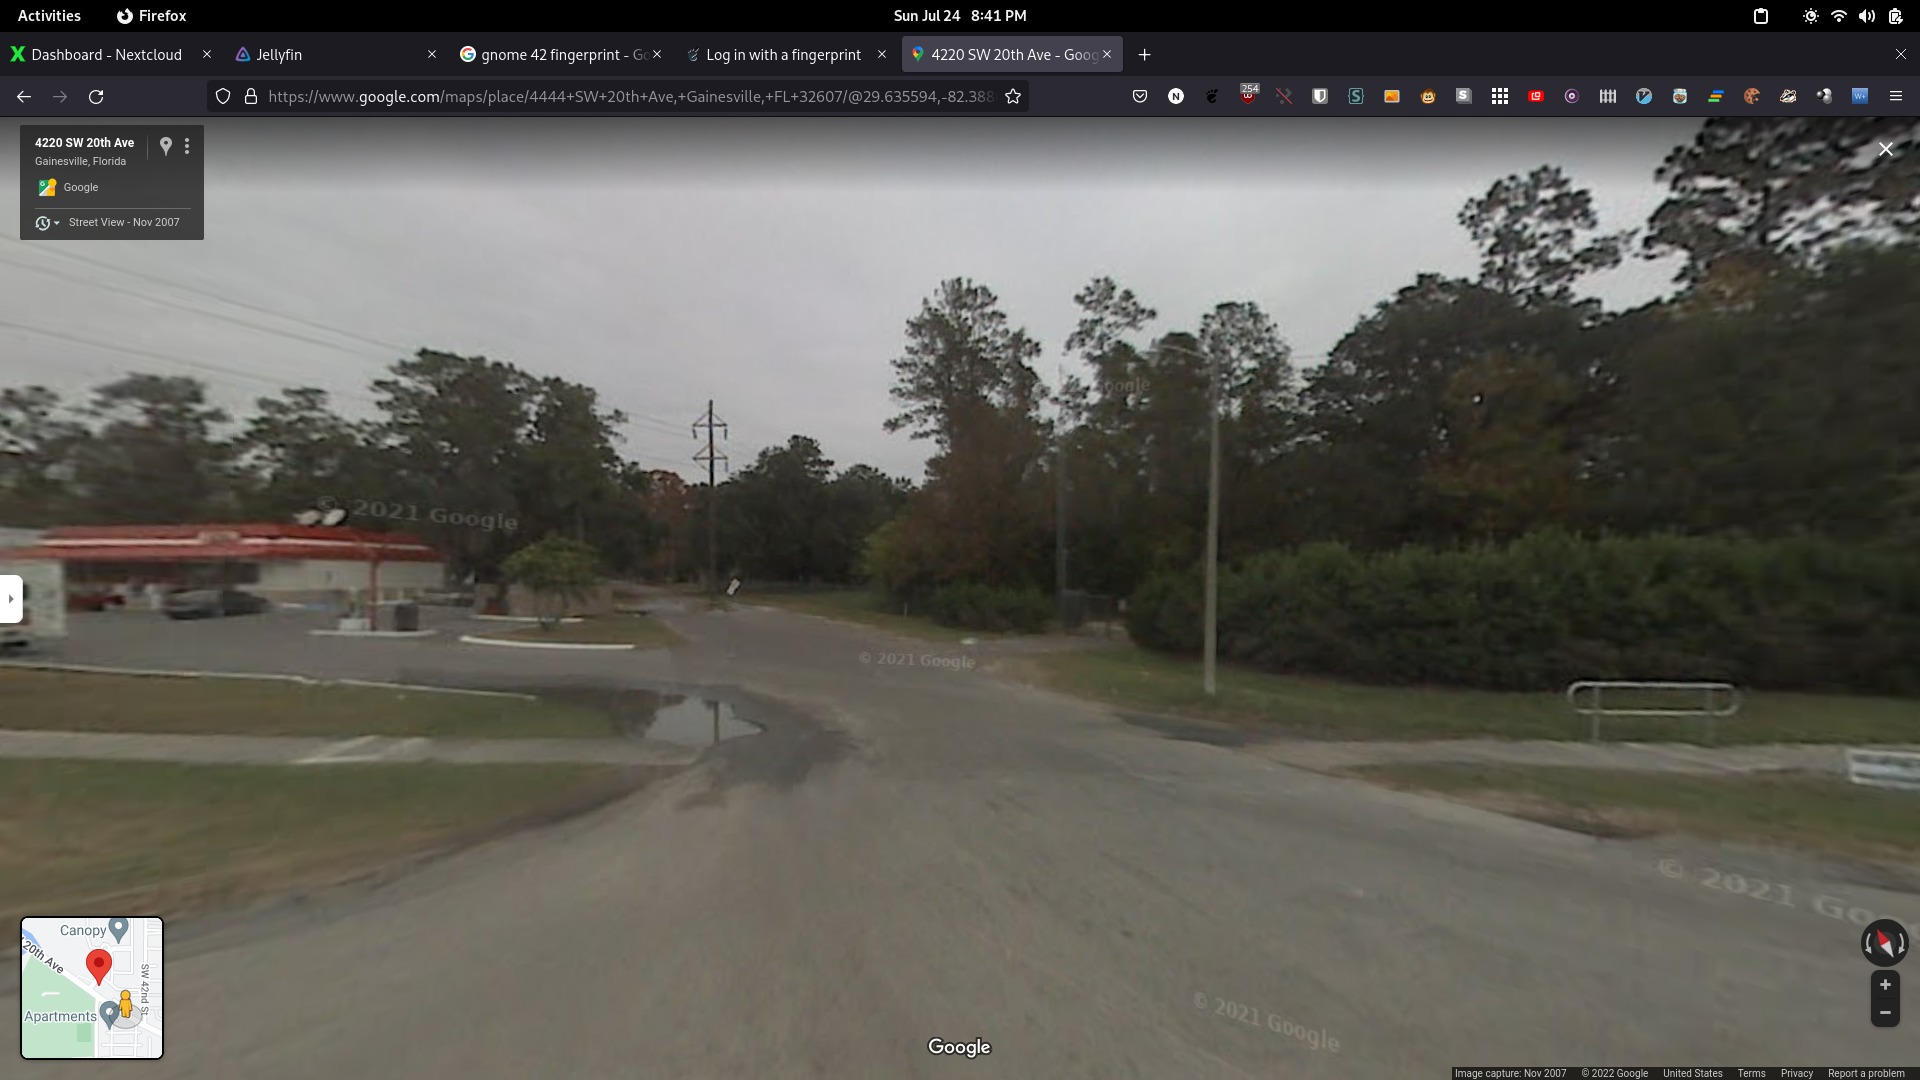 Activities
Firefox
Sun Jul 24 8:41 PM
Dashboard - Nextcloud
Jellyfin
gnome 42 fingerprint - Go
Log in with a fingerprint
4220 SW 20th Ave - Goog
https://www.google.com/maps/place/4444+SW+20th+Ave,+Gainesville,+FL+32607/@29.635594,-82.388
254
4220 SW 20th Ave
Gainesville, Florida
Google
Street View - Nov 2007
Google
© 2021 Google
© 2021 Google
© 2021 Go
© 2021 Google
Canopy
20th Ave
SW 42nd St
Apartments
Google
Image capture: Nov 2007 © 2022 Google United States Terms Privacy Report a problem